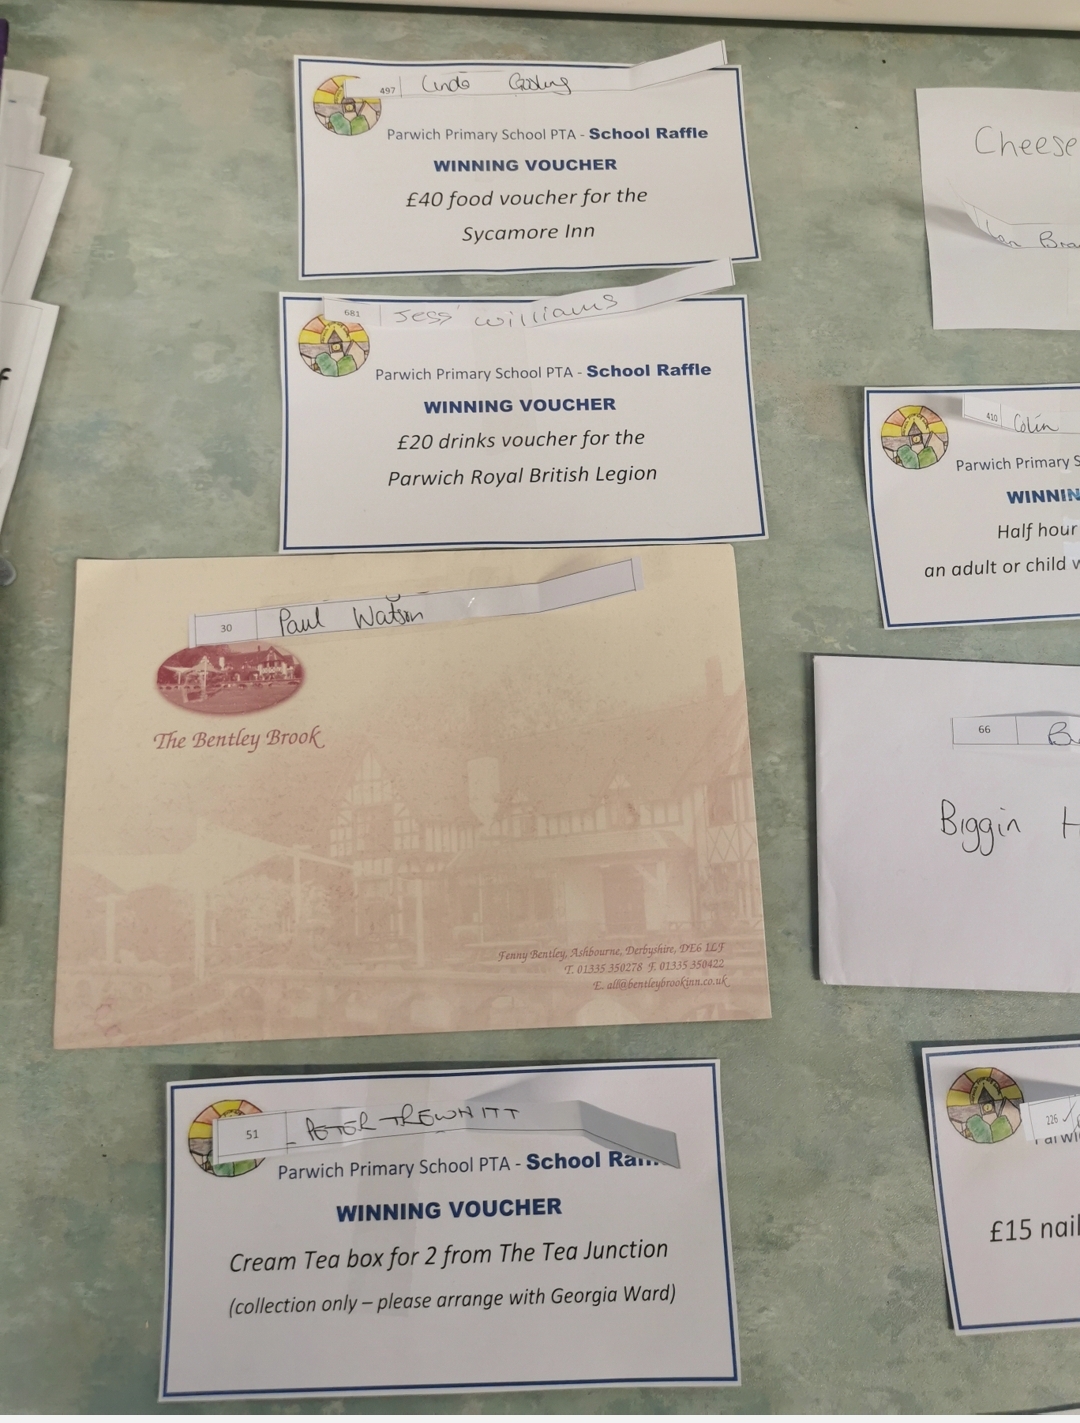 497
Parwich Primary School PTA - School Raffle
WINNING VOUCHER
£40 food voucher for the
Sycamore Inn
681 Jess Williams
Parwich Primary School PTA - School Raffle
WINNING VOUCHER
£20 drinks voucher for the
Parwich Royal British Legion
30 Paul Watson
The Bentley Brook
Fenny Bentley, Ashbourne, Derbyshire, DE6 1LF
T. 01335 350278 F. 01335 350422
E. all@bentleybrookinn.co.uk
51 PETER TREWHITT
Parwich Primary School PTA - School
WINNING VOUCHER
Cream Tea box for 2 from The Tea Junction
(collection only – please arrange with Georgia Ward)
Cheese
410 Colin
Parwich Primary S
WINNIN
Half hour
an adult or child
66
Biggin H
226
£15 nail